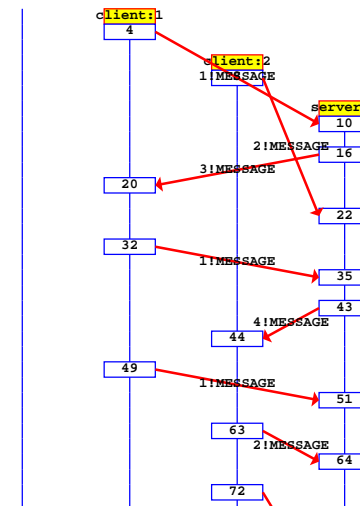 client:1
4
client:2
1!MESSAGE
server
10
2!MESSAGE
16
3!MESSAGE
20
22
32
1!MESSAGE
35
43
4!MESSAGE
44
49
1!MESSAGE
51
63
2!MESSAGE
64
72